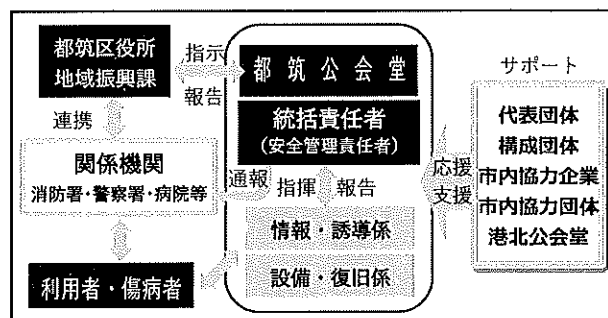 都筑区役所
地域振興課
指示
報告
都筑公会堂
統括責任者
(安全管理責任者)
連携
関係機関
消防署・警察署・病院等
通報
指揮
報告
情報・誘導係
設備・復旧係
利用者・傷病者
応援
支援
サポート
代表団体
構成団体
市内協力企業
市内協力団体
港北公会堂